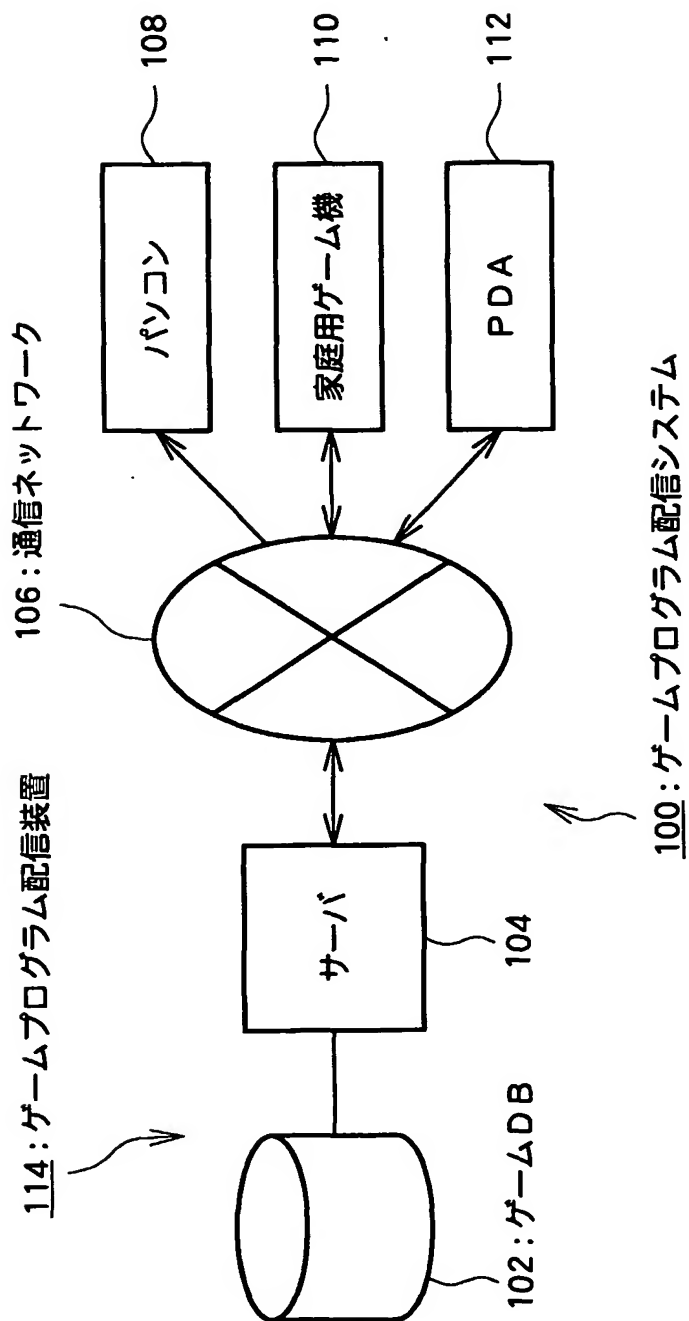 108
110
112
パソコン
家庭用ゲーム機
PDA
106:通信ネットワーク
114:ゲームプログラム配信装置
サーバ
104
102:ゲームDB
100:ゲームプログラム配信システム